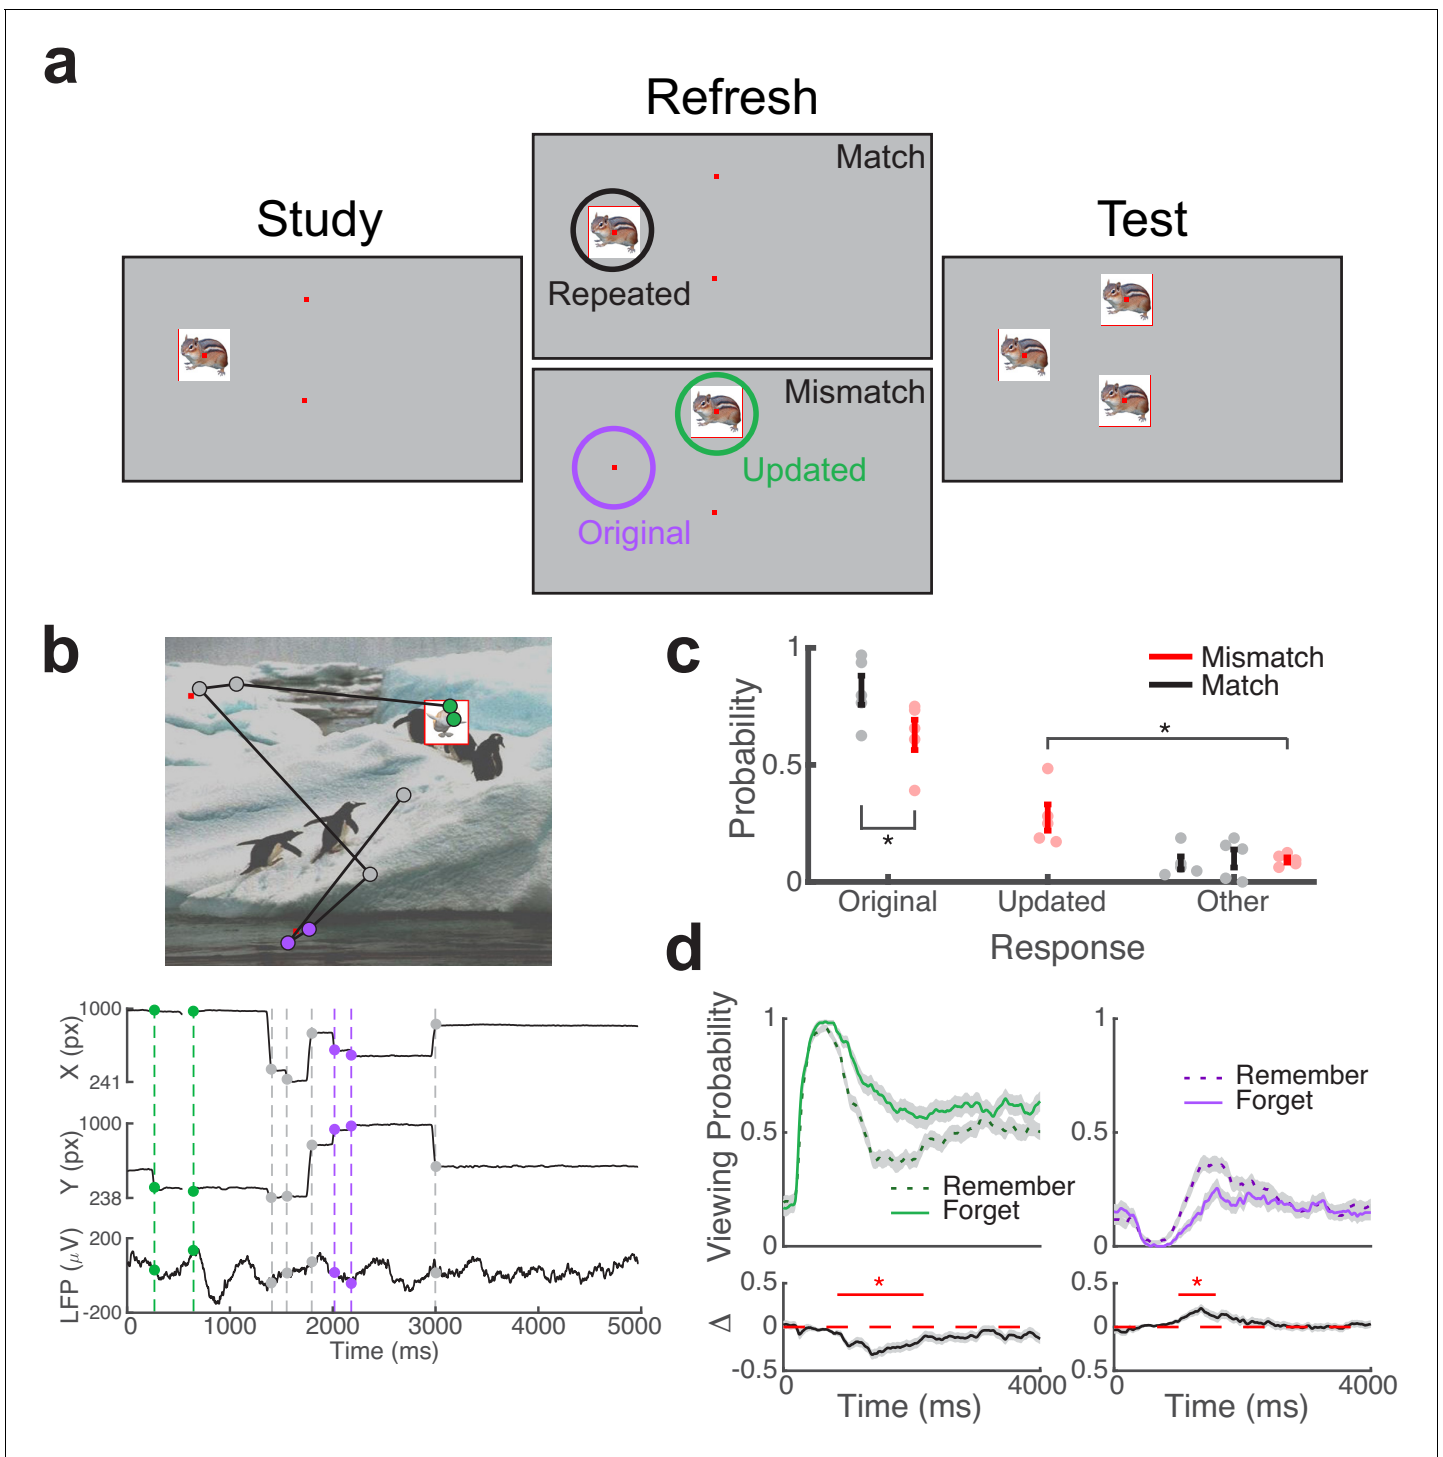 a
Refresh
Match
Study
Test
Repeated
Mismatch
Updated
Original
b
c
1
Mismatch
Match
Probability
*
0.5
*
0
Original
Updated
Other
Response
d
1000
X (px)
241
1000
Y (px)
238
200
LFP (μV)
-200
0
1000
2000
3000
4000
5000
Time (ms)
Viewing Probability
1
0.5
0
Remember
Forget
1
0.5
0
Remember
Forget
Δ
0.5
0
-0.5
*
0
4000
Time (ms)
0.5
0
0.5
*
0
4000
Time (ms)